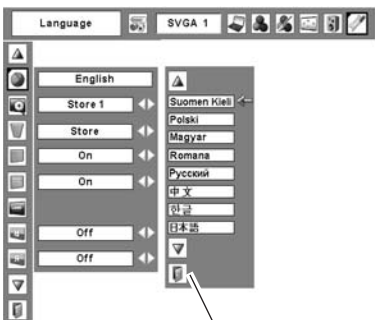 Language SVGA 1
English
Store 1
Store
On
On
Off
Off
Suomen Kieli
Polski
Magyar
Romana
Русский
中文
한글
日本語